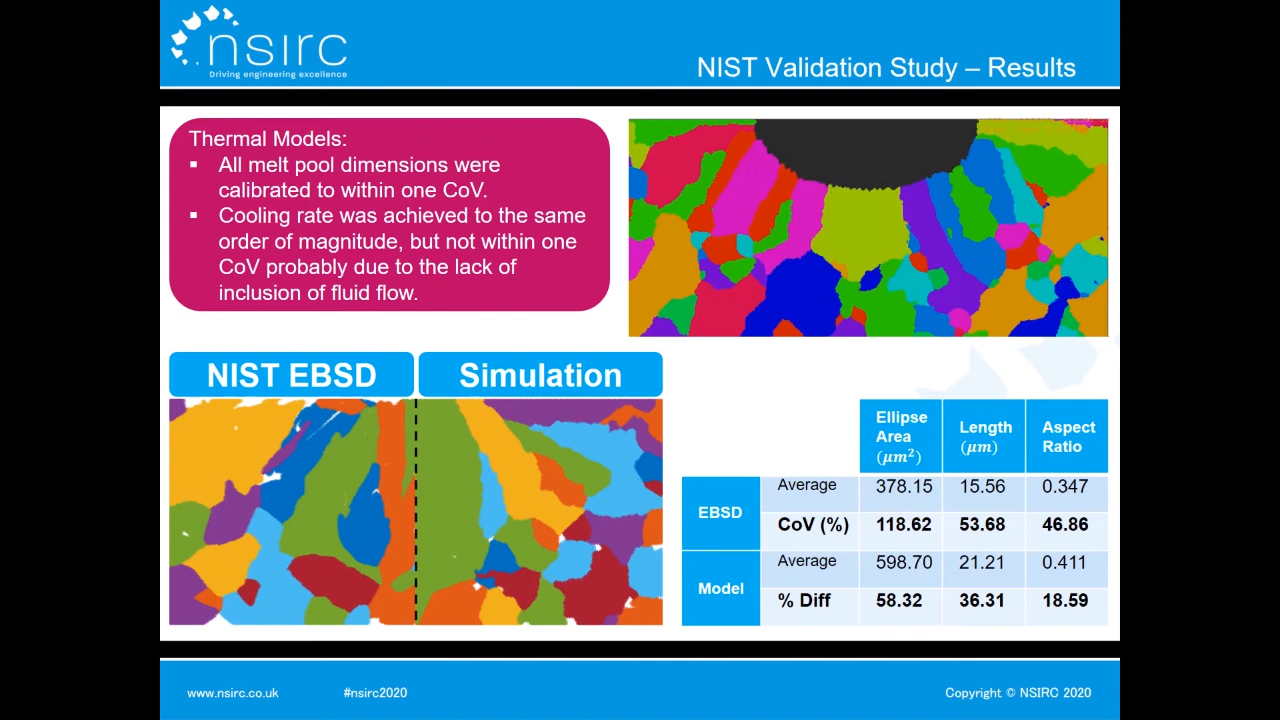 nsirc
Driving engineering excellence
NIST Validation Study – Results
Thermal Models:
▪ All melt pool dimensions were
calibrated to within one CoV.
▪ Cooling rate was achieved to the same
order of magnitude, but not within one
CoV probably due to the lack of
inclusion of fluid flow.
NIST EBSD
Simulation
Ellipse
Area
(μm²)
Length
(μm)
Aspect
Ratio
EBSD
Average 378.15 15.56 0.347
CoV (%) 118.62 53.68 46.86
Model
Average 598.70 21.21 0.411
% Diff 58.32 36.31 18.59
www.nsirc.co.uk
#nsirc2020
Copyright © NSIRC 2020